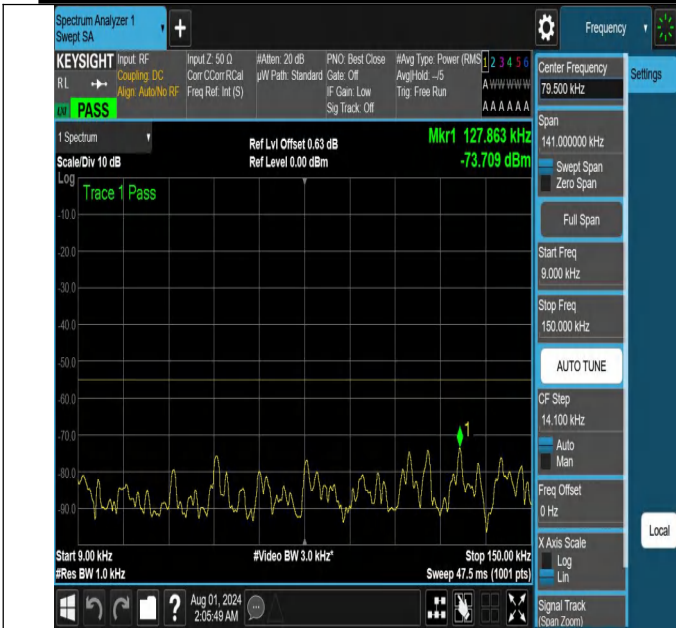 Spectrum Analyzer 1
Swept SA
+
Frequency
KEYSIGHT
RL
PASS
Input: RF
Coupling: DC
Align: Auto/No RF
Input Z: 50 Ω
Corr CCorr RCal
Freq Ref: Int (S)
#Atten: 20 dB
µW Path: Standard
PNO: Best Close
Gate: Off
IF Gain: Low
Sig Track: Off
#Avg Type: Power (RMS
Avg|Hold: --/5
Trig: Free Run
1 2 3 4 5 6
A W W W W W
A A A A A A
1 Spectrum
Scale/Div 10 dB
Log
Ref Lvl Offset 0.63 dB
Ref Level 0.00 dBm
Mkr1 127.863 kHz
-73.709 dBm
Trace 1 Pass
-10.0
-20.0
-30.0
-40.0
-50.0
-60.0
-70.0
-80.0
-90.0
1
Start 9.00 kHz
#Res BW 1.0 kHz
#Video BW 3.0 kHz*
Stop 150.00 kHz
Sweep 47.5 ms (1001 pts)
?
Aug 01, 2024
2:05:49 AM
Center Frequency
79.500 kHz
Span
141.000000 kHz
Swept Span
Zero Span
Full Span
Start Freq
9.000 kHz
Stop Freq
150.000 kHz
AUTO TUNE
CF Step
14.100 kHz
Auto
Man
Freq Offset
0 Hz
X Axis Scale
Log
Lin
Signal Track
(Span Zoom)
Settings
Local